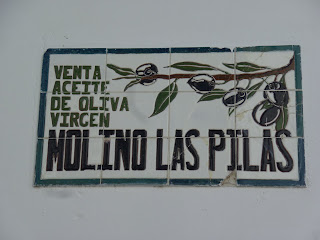 VENTA
ACEITE
DE OLIVA
VIRGEN
MOLINO LAS PILAS